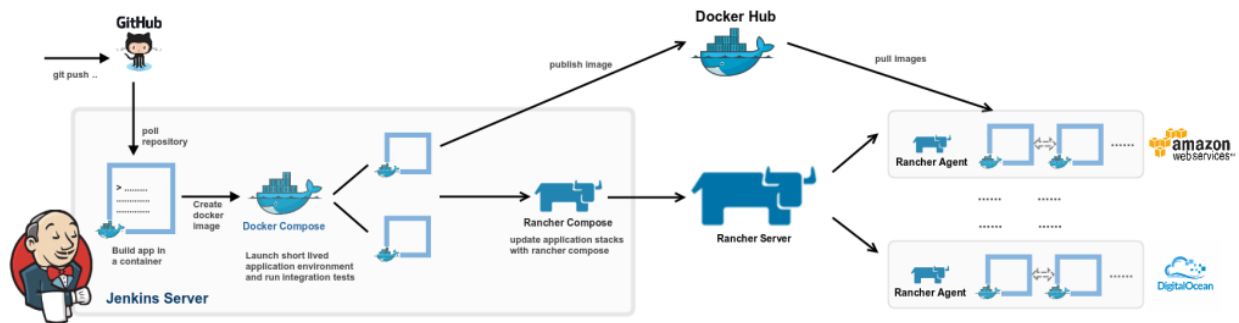 GitHub
git push ..
poll
repository
> .........
.............
.............
Build app in
a container
Jenkins Server
Create
docker
image
Docker Compose
Launch short lived
application environment
and run integration tests
publish image
Docker Hub
pull images
Rancher Compose
update application stacks
with rancher compose
Rancher Server
Rancher Agent
......
amazon
webservices™
...... ......
...... ......
Rancher Agent
......
DigitalOcean